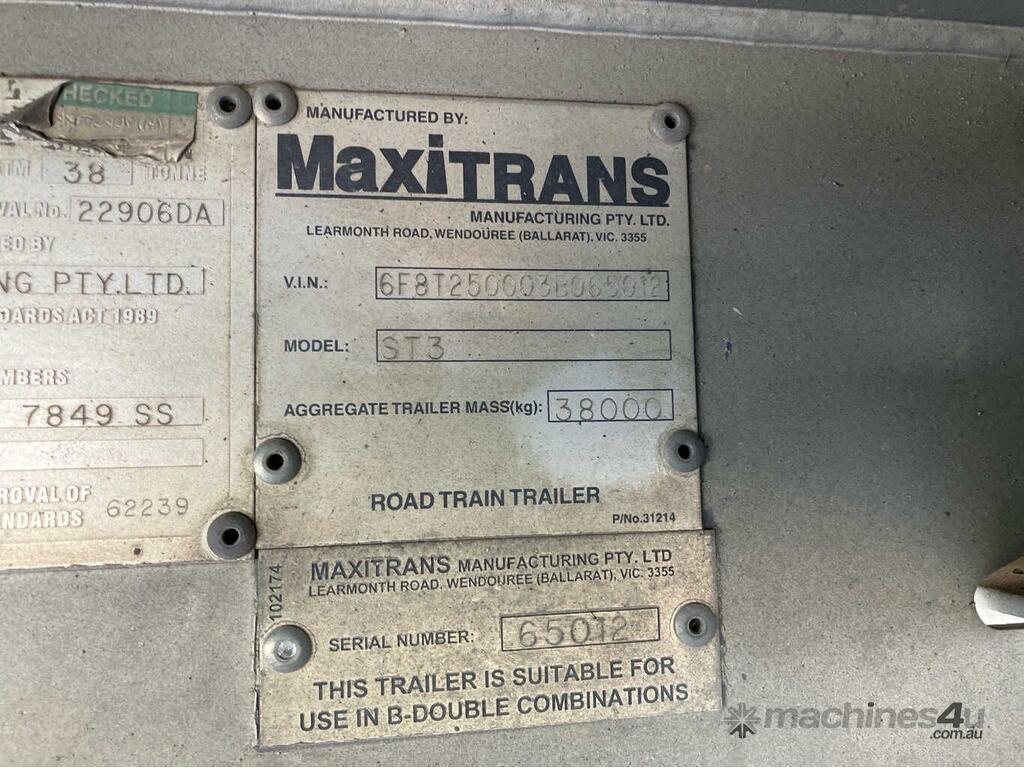 HECKED
ATM 38 TONNE
VAL No. 22906DA
ED BY
NG PTY.LTD.
DARDS ACT 1989
MBERS
7849 SS
ROVAL OF
NDARDS 62239
MANUFACTURED BY:
MaxiTRANS
MANUFACTURING PTY. LTD.
LEARMONTH ROAD, WENDOUREE (BALLARAT), VIC. 3355
V.I.N.: 6F8T250003B065012
MODEL: ST3
AGGREGATE TRAILER MASS(kg): 38000
ROAD TRAIN TRAILER
P/No.31214
102174
MAXITRANS MANUFACTURING PTY. LTD
LEARMONTH ROAD, WENDOUREE (BALLARAT), VIC. 3355
SERIAL NUMBER: 65012
THIS TRAILER IS SUITABLE FOR
USE IN B-DOUBLE COMBINATIONS
machines4u
.com.au